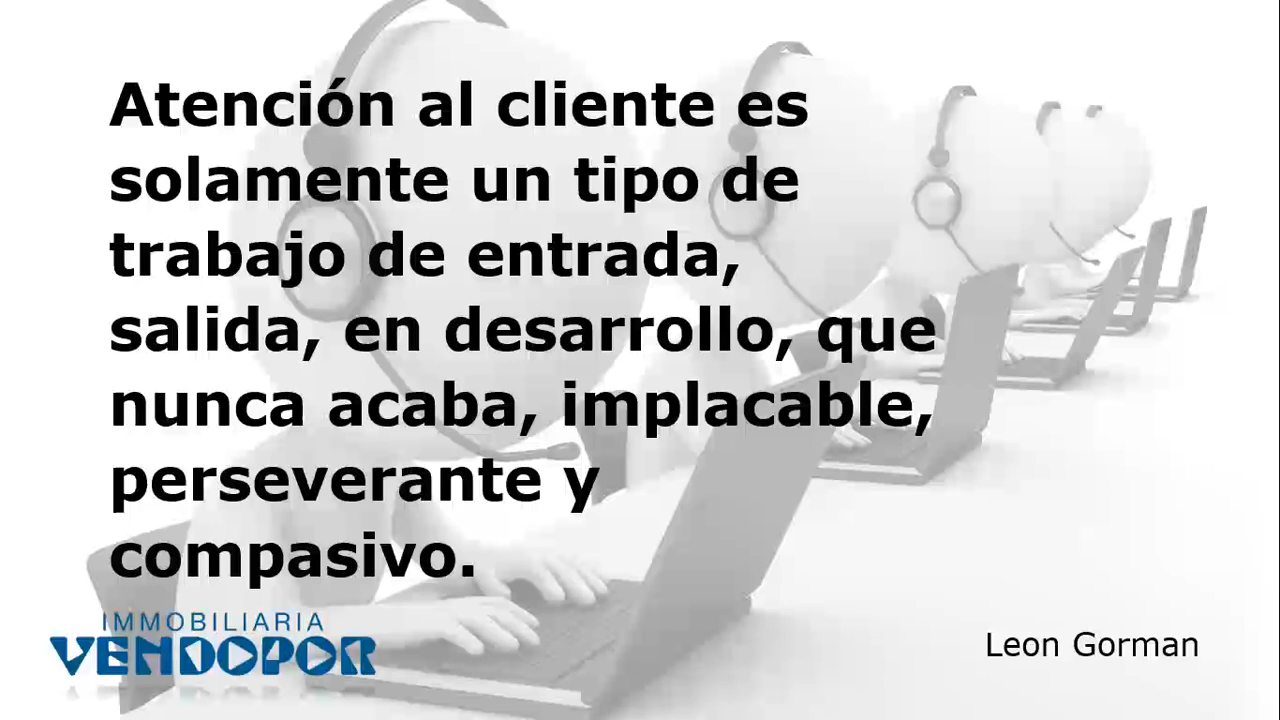 Atención al cliente es
solamente un tipo de
trabajo de entrada,
salida, en desarrollo, que
nunca acaba, implacable,
perseverante y
compasivo.
IMMOBILIARIA
VENDOPOR
Leon Gorman